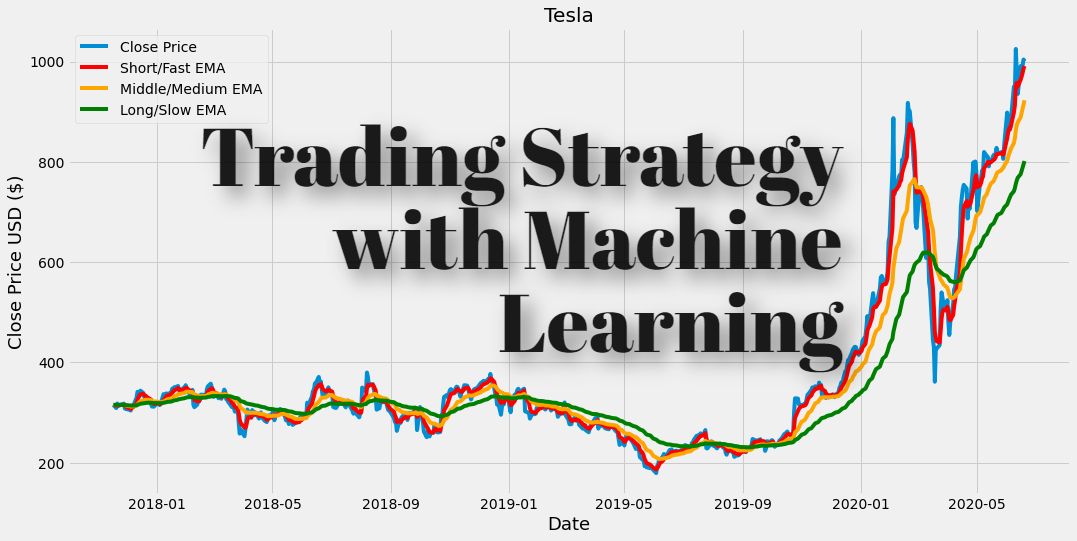 Tesla
Close Price
Short/Fast EMA
Middle/Medium EMA
Long/Slow EMA
Trading Strategy
with Machine
Learning
Close Price USD ($)
1000
800
600
400
200
2018-01 2018-05 2018-09 2019-01 2019-05 2019-09 2020-01 2020-05
Date